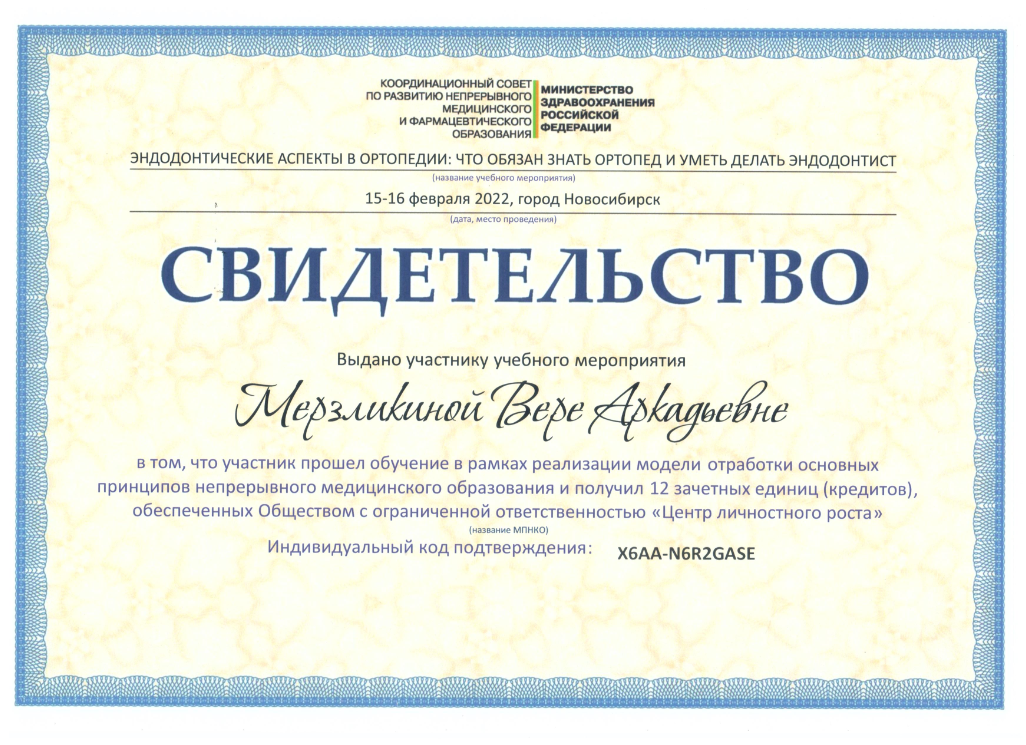 КООРДИНАЦИОННЫЙ СОВЕТ
ПО РАЗВИТИЮ НЕПРЕРЫВНОГО
МЕДИЦИНСКОГО
И ФАРМАЦЕВТИЧЕСКОГО
ОБРАЗОВАНИЯ
МИНИСТЕРСТВО
ЗДРАВООХРАНЕНИЯ
РОССИЙСКОЙ
ФЕДЕРАЦИИ
ЭНДОДОНТИЧЕСКИЕ АСПЕКТЫ В ОРТОПЕДИИ: ЧТО ОБЯЗАН ЗНАТЬ ОРТОПЕД И УМЕТЬ ДЕЛАТЬ ЭНДОДОНТИСТ
(название учебного мероприятия)
15-16 февраля 2022, город Новосибирск
(дата, место проведения)
СВИДЕТЕЛЬСТВО
Выдано участнику учебного мероприятия
Мерзликиной Вере Аркадьевне
в том, что участник прошел обучение в рамках реализации модели отработки основных
принципов непрерывного медицинского образования и получил 12 зачетных единиц (кредитов),
обеспеченных Обществом с ограниченной ответственностью «Центр личностного роста»
(название МПНКО)
Индивидуальный код подтверждения: X6AA-N6R2GASE